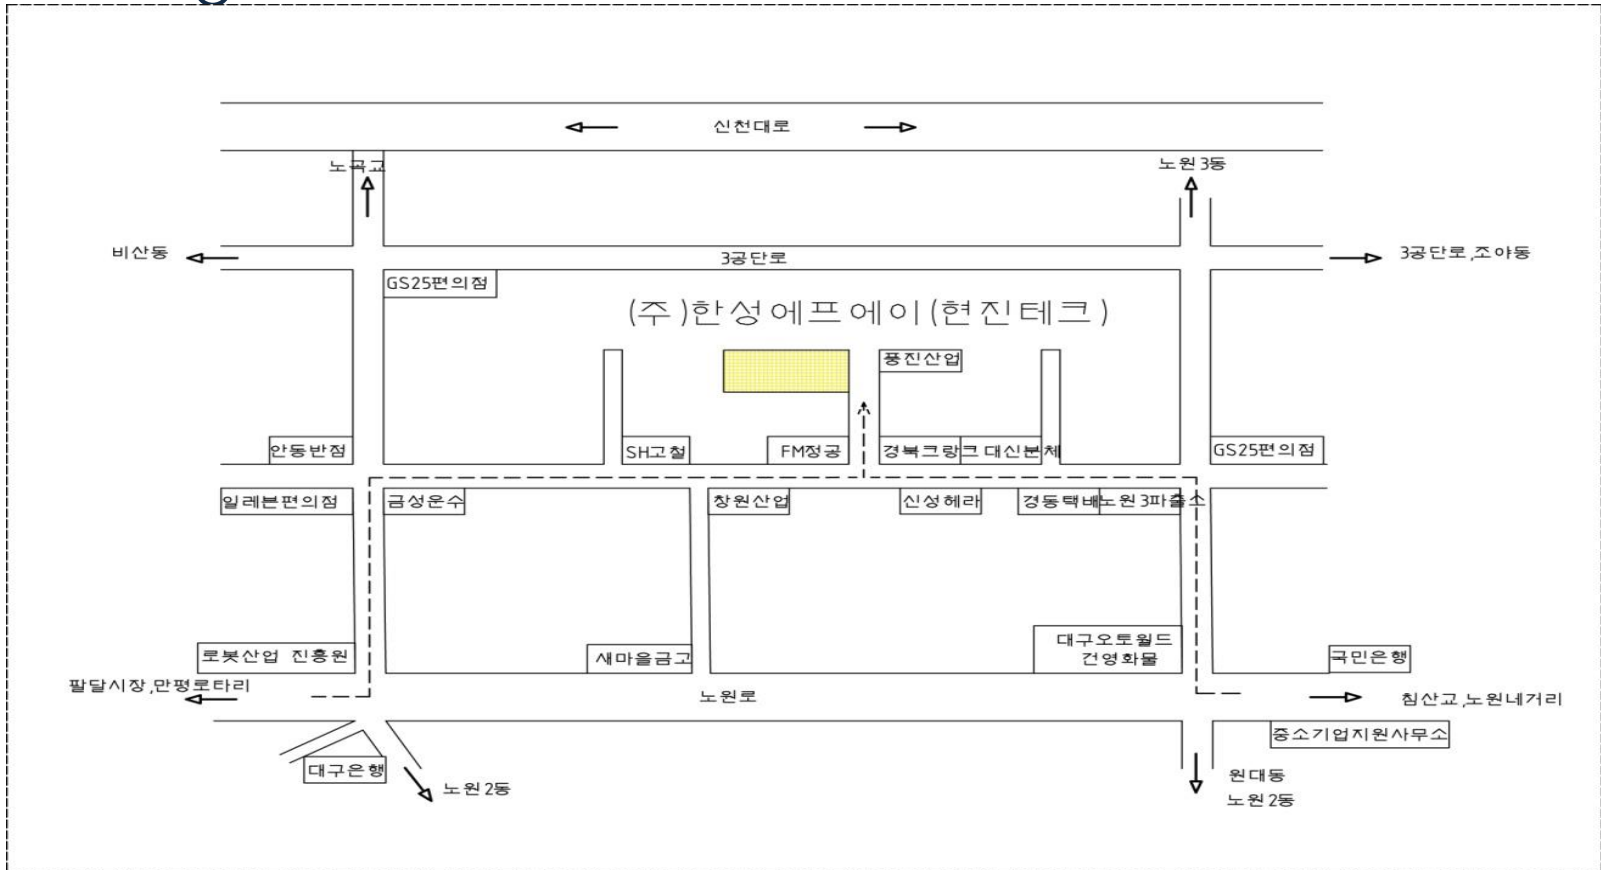 신천대로
노곡교
노원3동
비산동
3공단로
3공단로,조야동
GS25편의점
(주)한성에프에이(현진테크)
풍진산업
안동반점
SH고철
FM정공
경북크랑크
대신분체
GS25편의점
일레븐편의점
금성운수
창원산업
신성헤라
경동택배
노원3파출소
로봇산업 진흥원
새마을금고
대구오토월드
건영화물
국민은행
팔달시장,만평로타리
노원로
침산교,노원네거리
중소기업지원사무소
대구은행
노원2동
원대동
노원2동